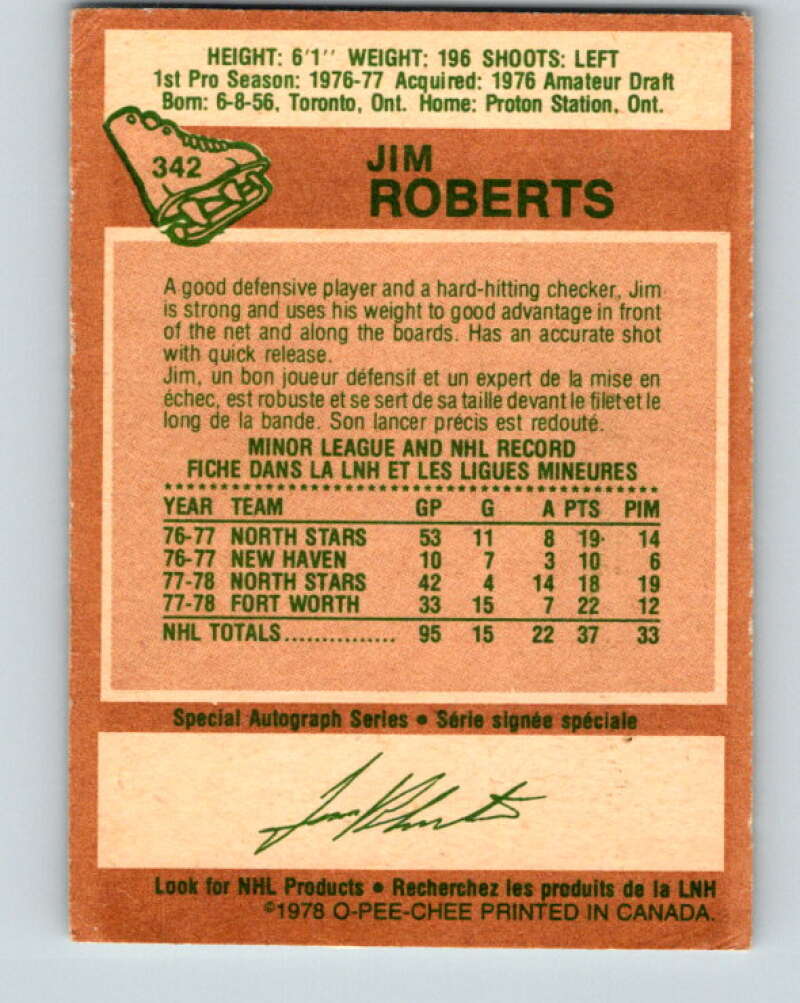 HEIGHT: 6'1'' WEIGHT: 196 SHOOTS: LEFT
1st Pro Season: 1976-77 Acquired: 1976 Amateur Draft
Born: 6-8-56, Toronto, Ont. Home: Proton Station, Ont.
342
JIM
ROBERTS
A good defensive player and a hard-hitting checker, Jim
is strong and uses his weight to good advantage in front
of the net and along the boards. Has an accurate shot
with quick release.
Jim, un bon joueur défensif et un expert de la mise en
échec, est robuste et se sert de sa taille devant le filet et le
long de la bande. Son lancer précis est redouté.
MINOR LEAGUE AND NHL RECORD
FICHE DANS LA LNH ET LES LIGUES MINEURES
YEAR TEAM GP G A PTS PIM
76-77 NORTH STARS 53 11 8 19 14
76-77 NEW HAVEN 10 7 3 10 6
77-78 NORTH STARS 42 4 14 18 19
77-78 FORT WORTH 33 15 7 22 12
NHL TOTALS............... 95 15 22 37 33
Special Autograph Series • Série signée spéciale
Jim Roberts
Look for NHL Products • Recherchez les produits de la LNH
©1978 O-PEE-CHEE PRINTED IN CANADA.